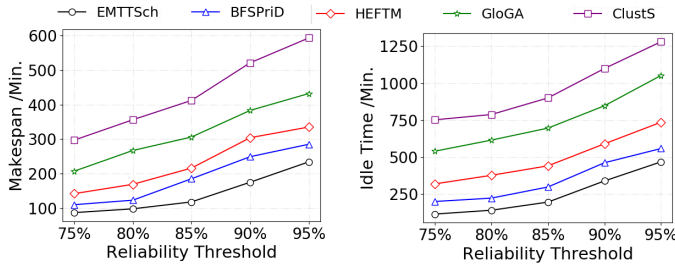 EMTTSch BFSPriD HEFTM GloGA ClustS
Makespan /Min.
600
500
400
300
200
100
75% 80% 85% 90% 95%
Reliability Threshold
Idle Time /Min.
1250
1000
750
500
250
75% 80% 85% 90% 95%
Reliability Threshold